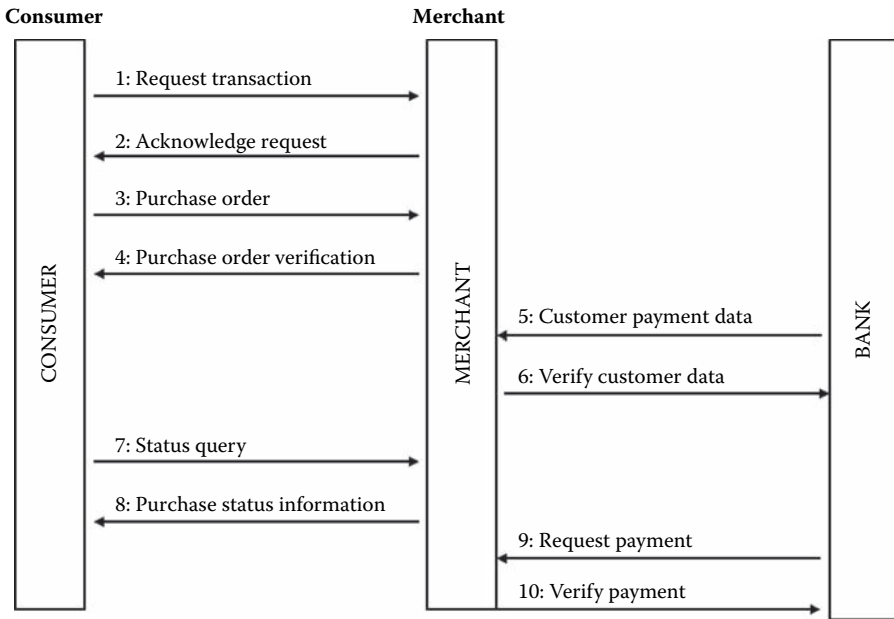 Consumer
Merchant
1: Request transaction
2: Acknowledge request
3: Purchase order
4: Purchase order verification
CONSUMER
MERCHANT
BANK
5: Customer payment data
6: Verify customer data
7: Status query
8: Purchase status information
9: Request payment
10: Verify payment